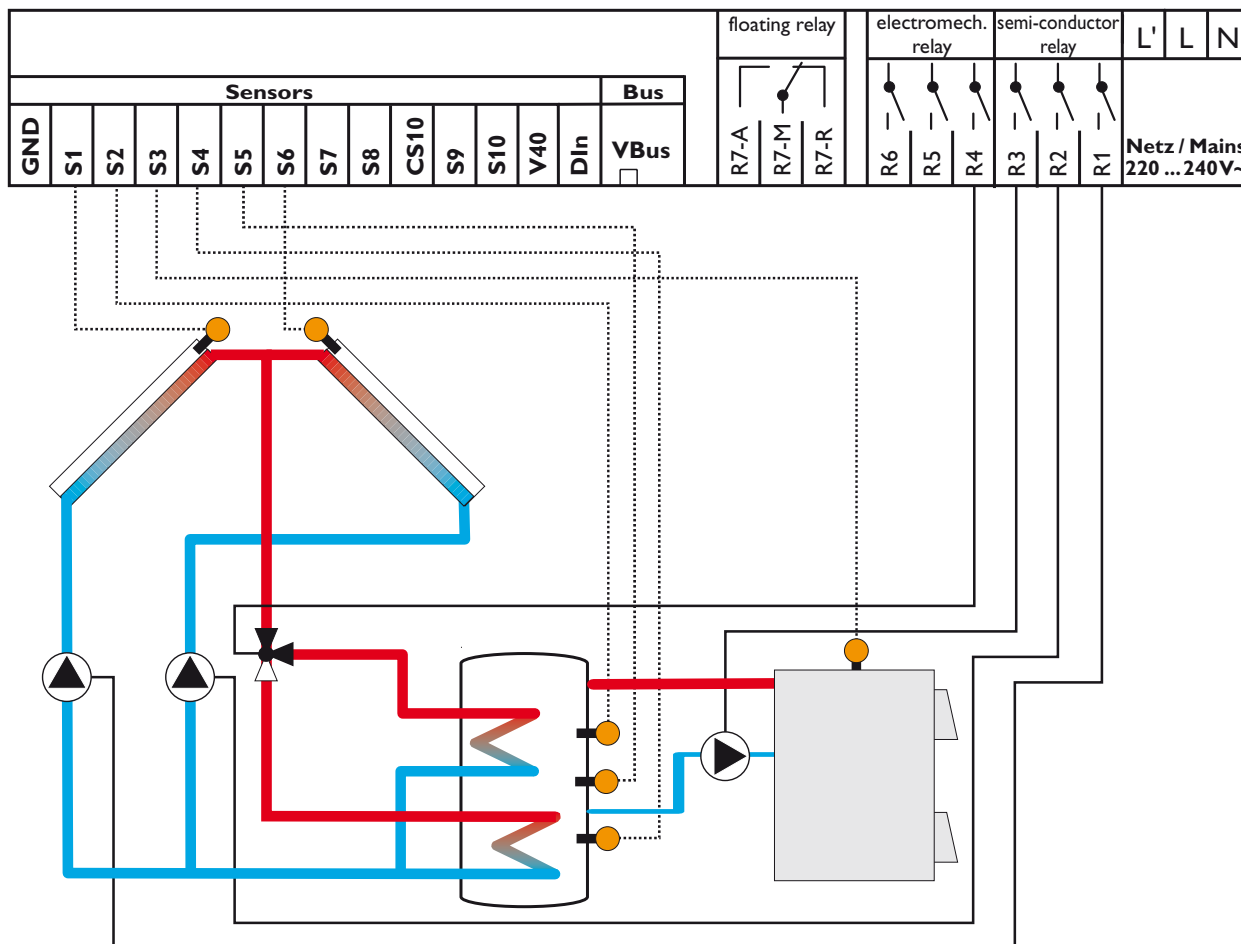 floating relay
electromech.
relay
semi-conductor
relay
L' L N
Sensors
Bus
GND
S1
S2
S3
S4
S5
S6
S7
S8
CS10
S9
S10
V40
DIn
VBus
R7-A
R7-M
R7-R
R6
R5
R4
R3
R2
R1
Netz / Mains
220 ... 240V~